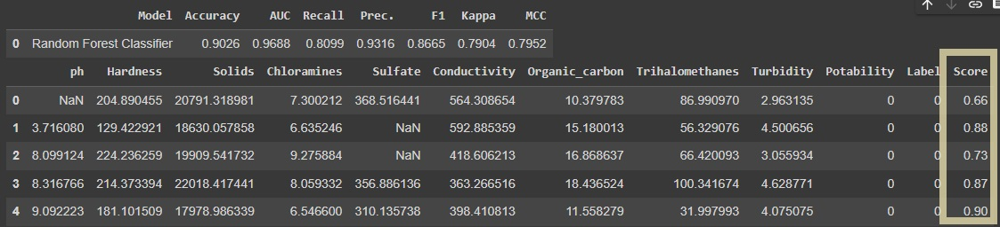 Model Accuracy AUC Recall Prec. F1 Kappa MCC
0 Random Forest Classifier 0.9026 0.9688 0.8099 0.9316 0.8665 0.7904 0.7952
ph Hardness Solids Chloramines Sulfate Conductivity Organic_carbon Trihalomethanes Turbidity Potability Label Score
0 NaN 204.890455 20791.318981 7.300212 368.516441 564.308654 10.379783 86.990970 2.963135 0 0 0.66
1 3.716080 129.422921 18630.057858 6.635246 NaN 592.885359 15.180013 56.329076 4.500656 0 0 0.88
2 8.099124 224.236259 19909.541732 9.275884 NaN 418.606213 16.868637 66.420093 3.055934 0 0 0.73
3 8.316766 214.373394 22018.417441 8.059332 356.886136 363.266516 18.436524 100.341674 4.628771 0 0 0.87
4 9.092223 181.101509 17978.986339 6.546600 310.135738 398.410813 11.558279 31.997993 4.075075 0 0 0.90